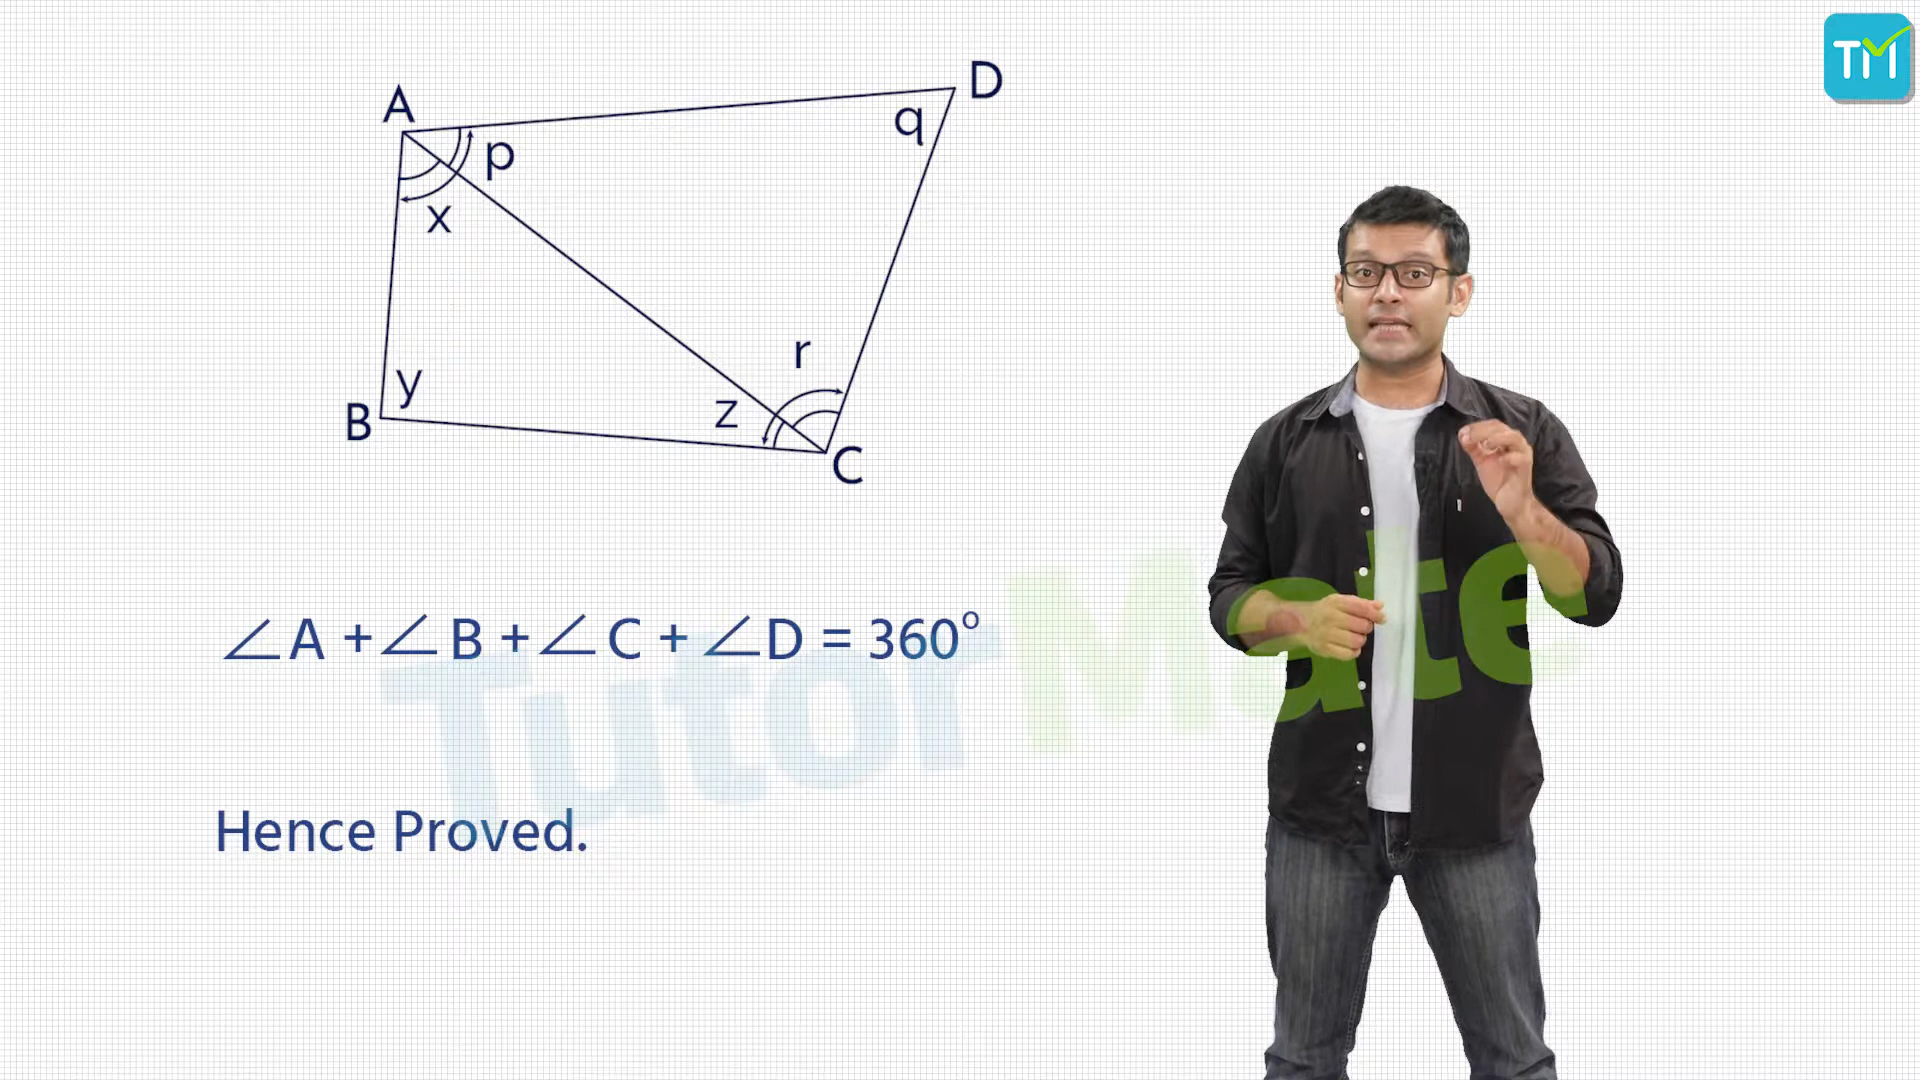 TM
A
D
q
p
x
r
y
z
B
C
∠A + ∠B + ∠C + ∠D = 360°
TutorMate
Hence Proved.